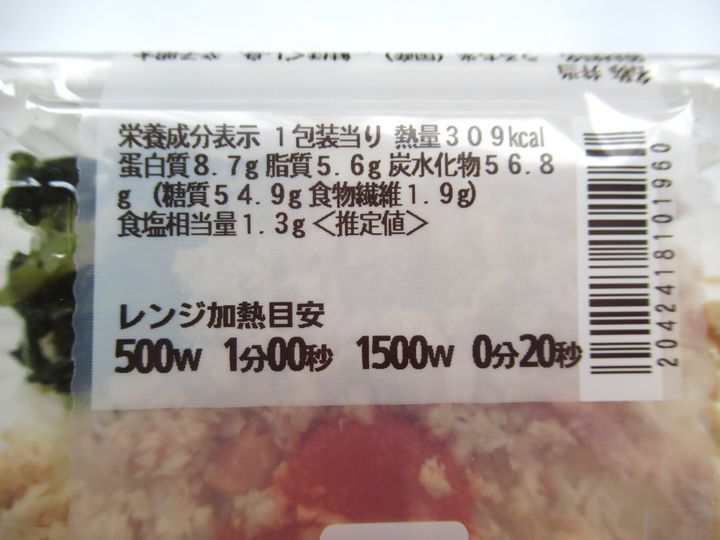 栄養成分表示 1包装当り 熱量309kcal
蛋白質8.7g 脂質5.6g 炭水化物56.8
g (糖質54.9g 食物繊維1.9g)
食塩相当量1.3g<推定値>
レンジ加熱目安
500W 1分00秒 1500W 0分20秒
2042418101960